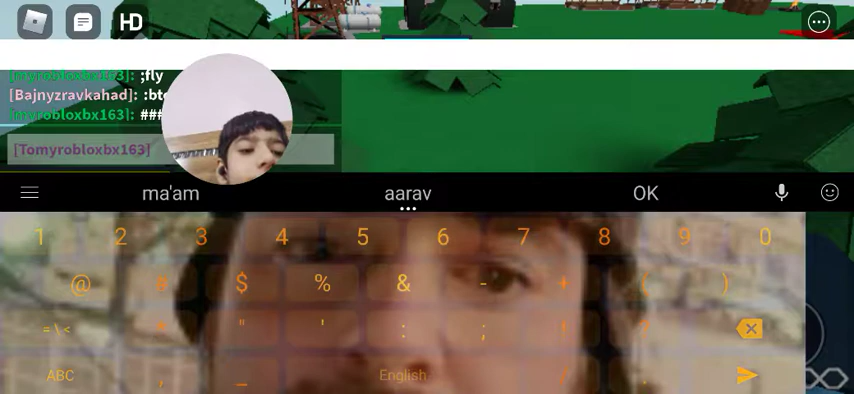 HD
[myrobloxbx163]: ;fly
[Bajnyzravkahad]: :bto
[myrobloxbx163]: ###
[Tomyrobloxbx163]
ma'am aarav OK
1 2 3 4 5 6 7 8 9 0
@ # $ % & - + ( )
= \ < * " ' : ; ! ?
ABC , _ English / .